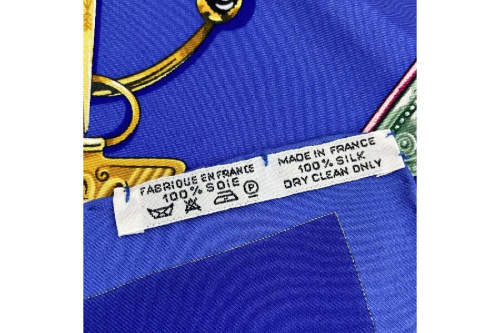 FABRIQUE EN FRANCE
100% SOIE
MADE IN FRANCE
100% SILK
DRY CLEAN ONLY